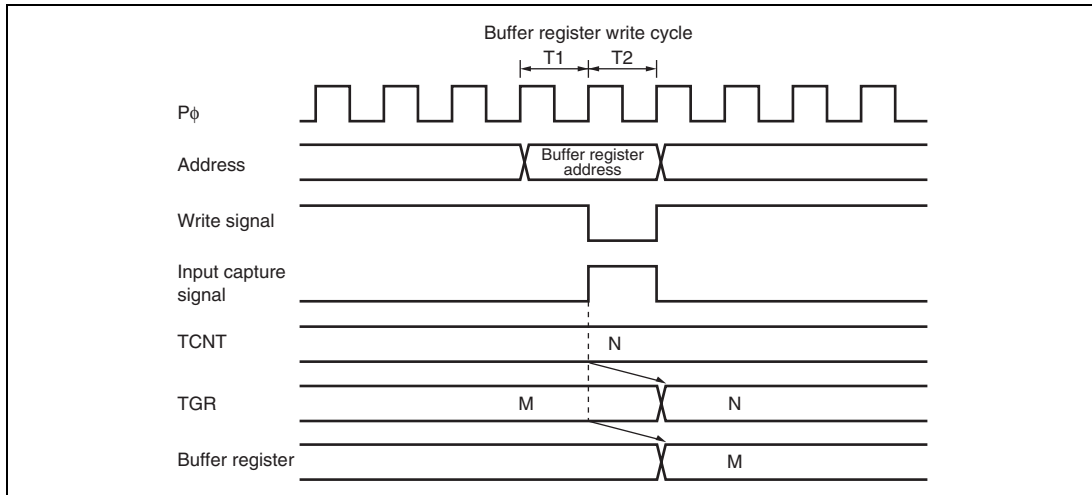 Buffer register write cycle
T1 T2
Pϕ
Address
Buffer register
address
Write signal
Input capture
signal
TCNT
N
TGR
M N
Buffer register
M